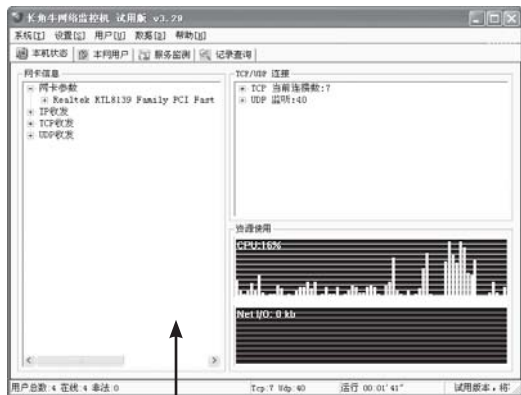 长角牛网络监控机 试用版 v3.29
系统[I] 设置[S] 用户[U] 数据[D] 帮助[H]
本机状态 本网用户 服务监测 记录查询
网卡信息
网卡参数
Realtek RTL8139 Family PCI Fast
IP收发
TCP收发
UDP收发
TCP/UDP 连接
TCP 当前连接数:7
UDP 监听:40
资源使用
CPU:16%
Net I/O: 0 kb
用户总数:4 在线:4 非法:0
Tcp:7 Udp:40
运行 00:01'41"
试用版本，将